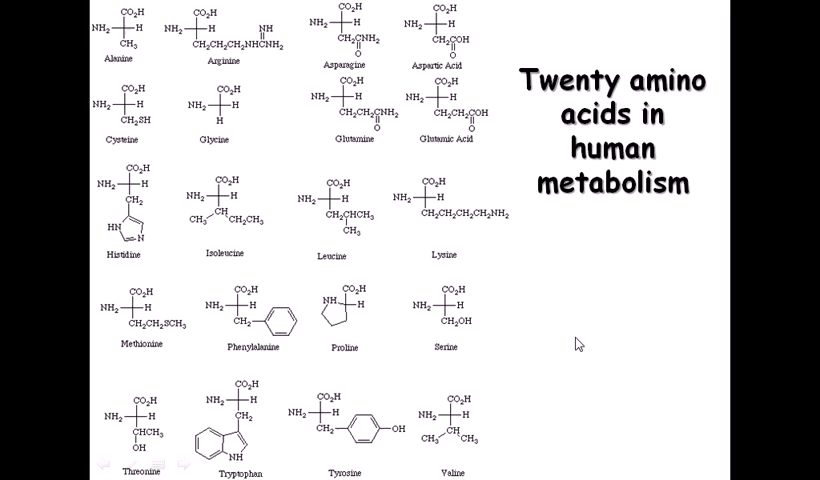 Twenty amino
acids in
human
metabolism
CO₂H
NH₂ H
CH₃
Alanine
CO₂H
NH₂ H NH
CH₂CH₂CH₂NHCNH₂
Arginine
CO₂H
NH₂ H
CH₂CNH₂
O
Asparagine
CO₂H
NH₂ H
CH₂COH
O
Aspartic Acid
CO₂H
NH₂ H
CH₂SH
Cysteine
CO₂H
NH₂ H
H
Glycine
CO₂H
NH₂ H
CH₂CH₂CNH₂
O
Glutamine
CO₂H
NH₂ H
CH₂CH₂COH
O
Glutamic Acid
CO₂H
NH₂ H
CH₂
HN
N
Histidine
CO₂H
NH₂ H
CH
CH₃ CH₂CH₃
Isoleucine
CO₂H
NH₂ H
CH₂CHCH₃
CH₃
Leucine
CO₂H
NH₂ H
CH₂CH₂CH₂CH₂NH₂
Lysine
CO₂H
NH₂ H
CH₂CH₂SCH₃
Methionine
CO₂H
NH₂ H
CH₂
Phenylalanine
CO₂H
NH H
Proline
CO₂H
NH₂ H
CH₂OH
Serine
CO₂H
NH₂ H
CHCH₃
OH
Threonine
CO₂H
NH₂ H
CH₂
NH
Tryptophan
CO₂H
NH₂ H
CH₂ OH
Tyrosine
CO₂H
NH₂ H
CH
CH₃ CH₃
Valine